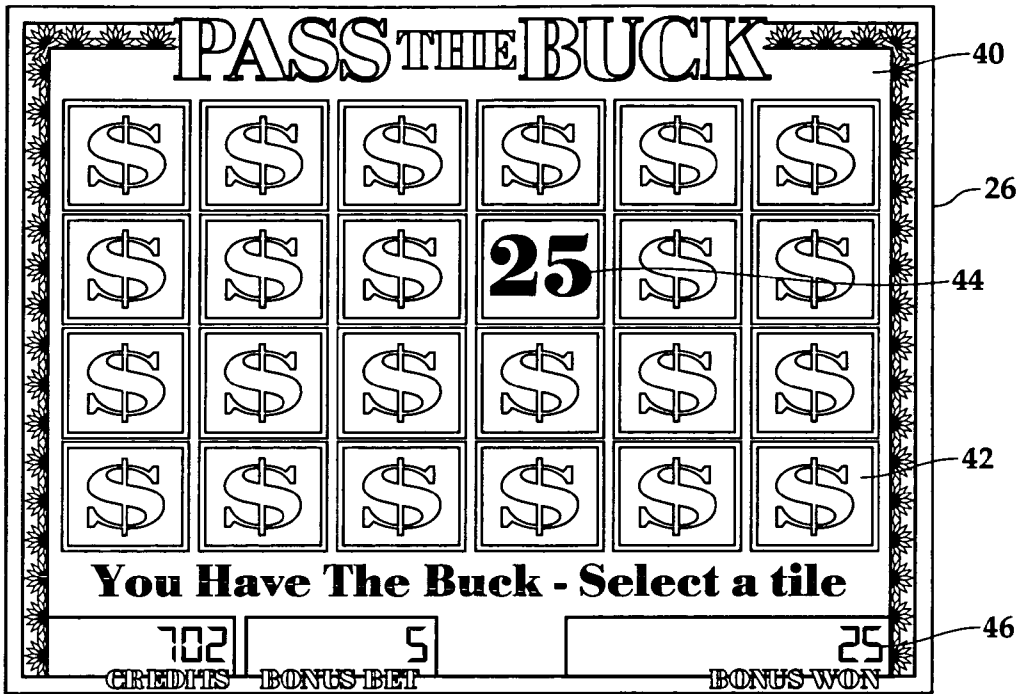 PASS THE BUCK
40
$ $ $ $ $ $
26
$ $ $ 25 $ $
44
$ $ $ $ $ $
$ $ $ $ $ $
42
You Have The Buck - Select a tile
702 5 25
46
CREDITS BONUS BET BONUS WON